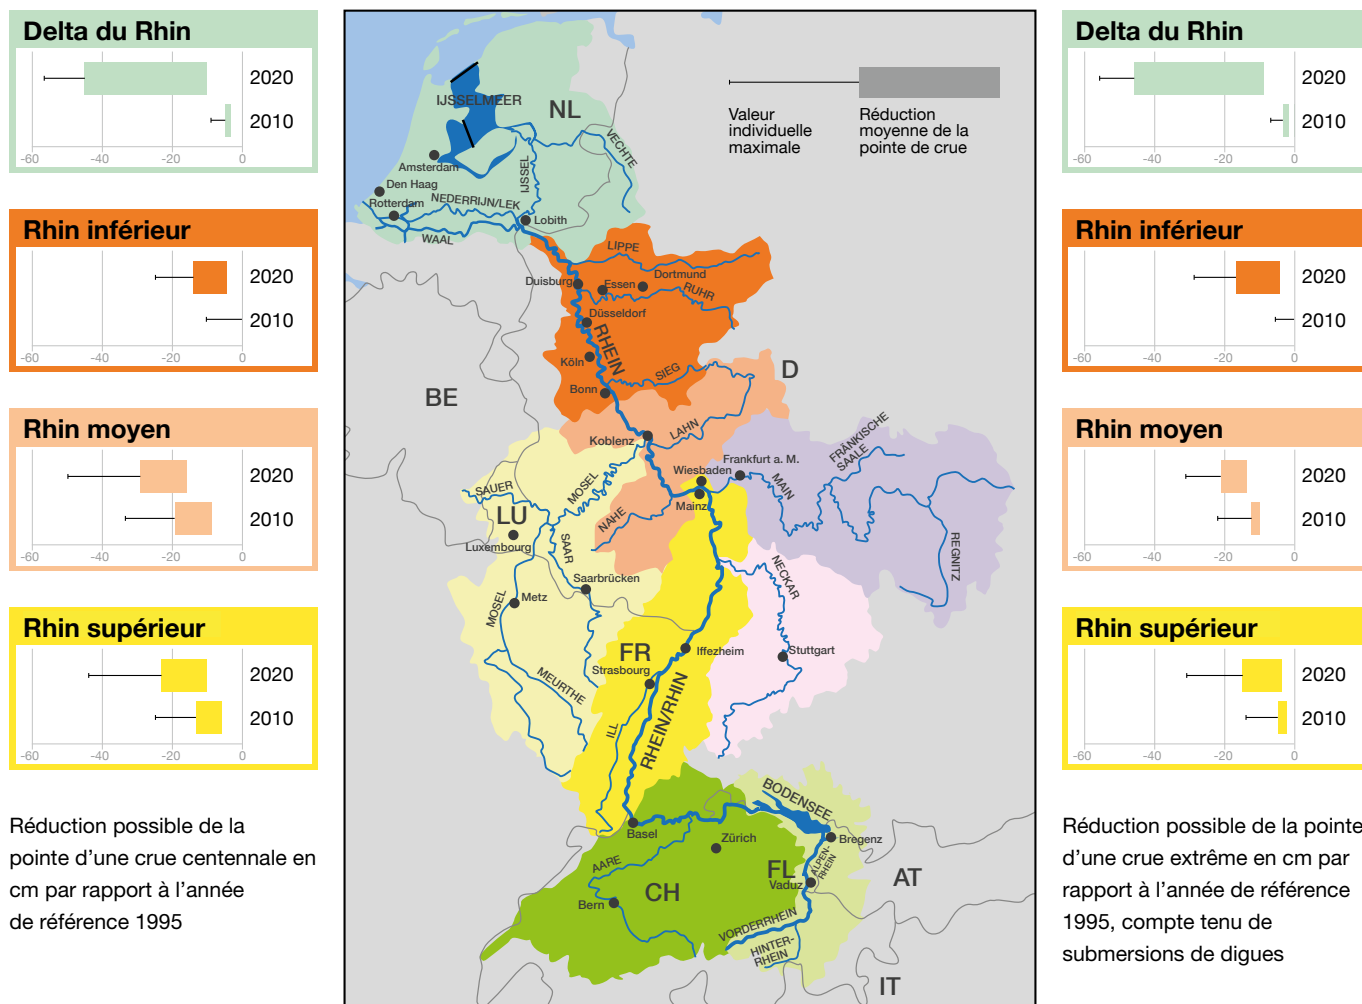 Delta du Rhin
2020
2010
-60
-40
-20
0
Rhin inférieur
2020
2010
-60
-40
-20
0
Rhin moyen
2020
2010
-60
-40
-20
0
Rhin supérieur
2020
2010
-60
-40
-20
0
Réduction possible de la
pointe d’une crue centennale en
cm par rapport à l’année
de référence 1995
Valeur
individuelle
maximale
Réduction
moyenne de la
pointe de crue
IJSSELMEER
NL
VECHTE
Amsterdam
IJSSEL
Den Haag
NEDERRIJN/LEK
Rotterdam
Lobith
WAAL
LIPPE
Dortmund
Duisburg
Essen
RUHR
Düsseldorf
RHEIN
Köln
SIEG
D
Bonn
BE
LAHN
Koblenz
FRÄNKISCHE
SAALE
Frankfurt a. M.
Wiesbaden
MAIN
MOSEL
SAUER
Mainz
NAHE
LU
Luxembourg
SAAR
REGNITZ
NECKAR
Saarbrücken
MOSEL
Metz
FR
Iffezheim
Stuttgart
Strasbourg
MEURTHE
ILL
RHEIN/RHIN
BODENSEE
Basel
Zürich
Bregenz
AARE
FL
ALPEN-
RHEIN
AT
Vaduz
CH
Bern
VORDERRHEIN
HINTER-
RHEIN
IT
Delta du Rhin
2020
2010
-60
-40
-20
0
Rhin inférieur
2020
2010
-60
-40
-20
0
Rhin moyen
2020
2010
-60
-40
-20
0
Rhin supérieur
2020
2010
-60
-40
-20
0
Réduction possible de la pointe
d’une crue extrême en cm par
rapport à l’année de référence
1995, compte tenu de
submersions de digues